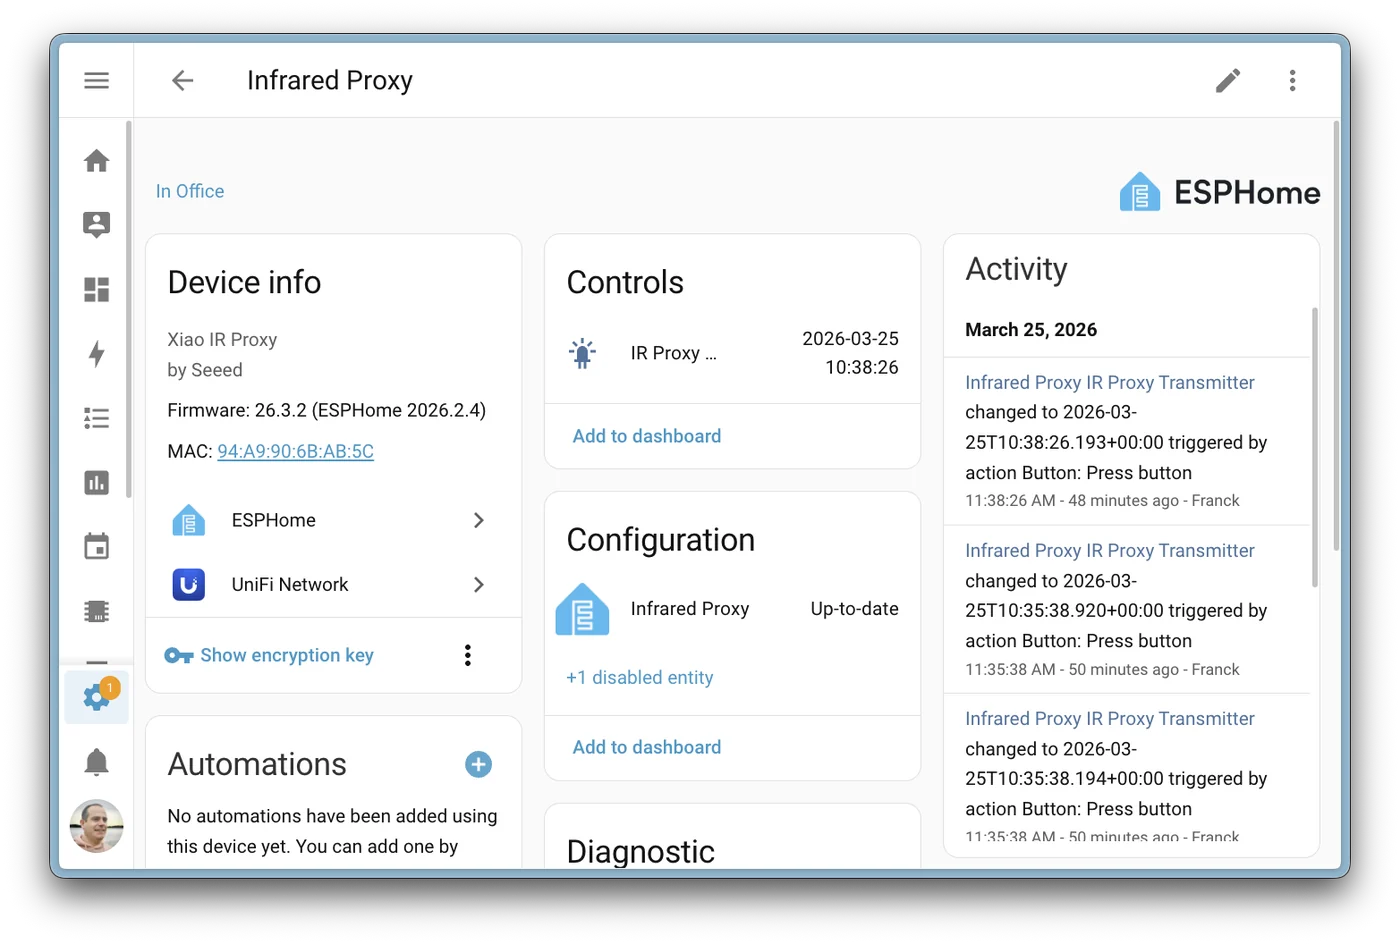 Infrared Proxy
In Office
ESPHome
Device info
Xiao IR Proxy
by Seeed
Firmware: 26.3.2 (ESPHome 2026.2.4)
MAC: 94:A9:90:6B:AB:5C
ESPHome
UniFi Network
Show encryption key
1
Automations
No automations have been added using
this device yet. You can add one by
Controls
IR Proxy ...
2026-03-25
10:38:26
Add to dashboard
Configuration
Infrared Proxy
Up-to-date
+1 disabled entity
Add to dashboard
Diagnostic
Activity
March 25, 2026
Infrared Proxy IR Proxy Transmitter
changed to 2026-03-
25T10:38:26.193+00:00 triggered by
action Button: Press button
11:38:26 AM - 48 minutes ago - Franck
Infrared Proxy IR Proxy Transmitter
changed to 2026-03-
25T10:35:38.920+00:00 triggered by
action Button: Press button
11:35:38 AM - 50 minutes ago - Franck
Infrared Proxy IR Proxy Transmitter
changed to 2026-03-
25T10:35:38.194+00:00 triggered by
action Button: Press button
11:35:38 AM - 50 minutes ago - Franck